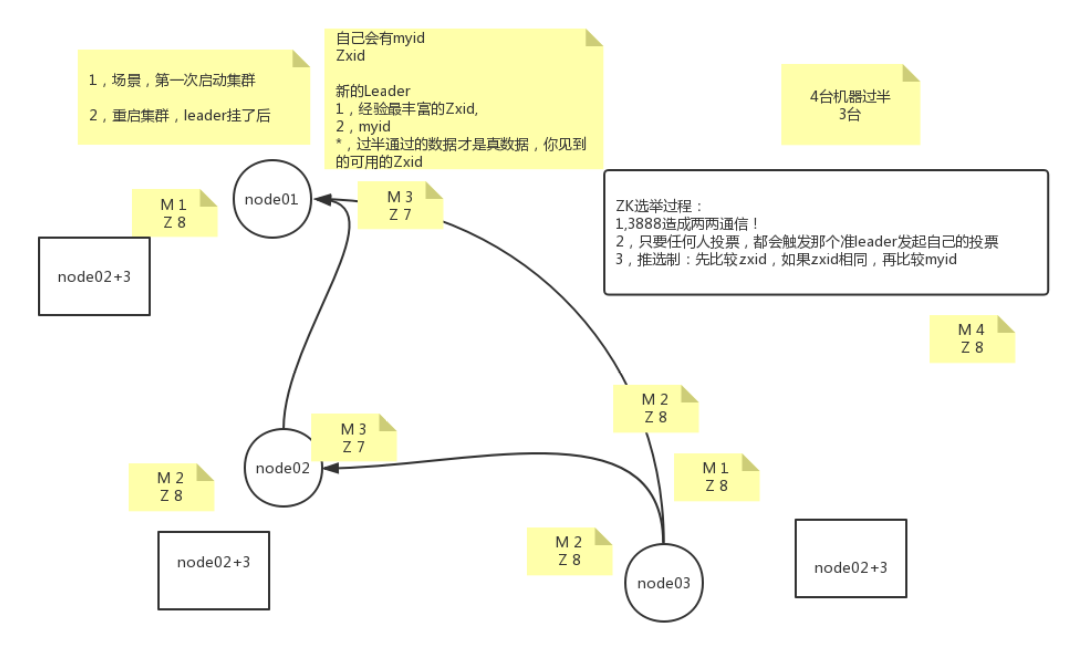 1，场景，第一次启动集群
2，重启集群，leader挂了后
自己会有myid
Zxid
新的Leader
1，经验最丰富的Zxid,
2，myid
*，过半通过的数据才是真数据，你见到
的可用的Zxid
4台机器过半
3台
node01
M 1
Z 8
M 3
Z 7
node02+3
ZK选举过程：
1,3888造成两两通信！
2，只要任何人投票，都会触发那个准leader发起自己的投票
3，推选制：先比较zxid，如果zxid相同，再比较myid
M 4
Z 8
M 2
Z 8
M 3
Z 7
node02
M 2
Z 8
M 1
Z 8
node02+3
M 2
Z 8
node03
node02+3